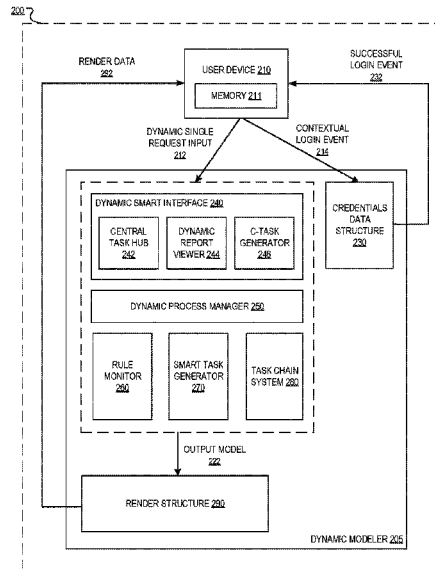 200
RENDER DATA
292
USER DEVICE 210
MEMORY 211
SUCCESSFUL
LOGIN EVENT
232
DYNAMIC SINGLE
REQUEST INPUT
212
CONTEXTUAL
LOGIN EVENT
214
DYNAMIC SMART INTERFACE 240
CENTRAL
TASK HUB
242
DYNAMIC
REPORT
VIEWER 244
C-TASK
GENERATOR
246
CREDENTIALS
DATA
STRUCTURE
230
DYNAMIC PROCESS MANAGER 250
RULE
MONITOR
260
SMART TASK
GENERATOR
270
TASK CHAIN
SYSTEM 280
OUTPUT MODEL
222
RENDER STRUCTURE 290
DYNAMIC MODELER 205